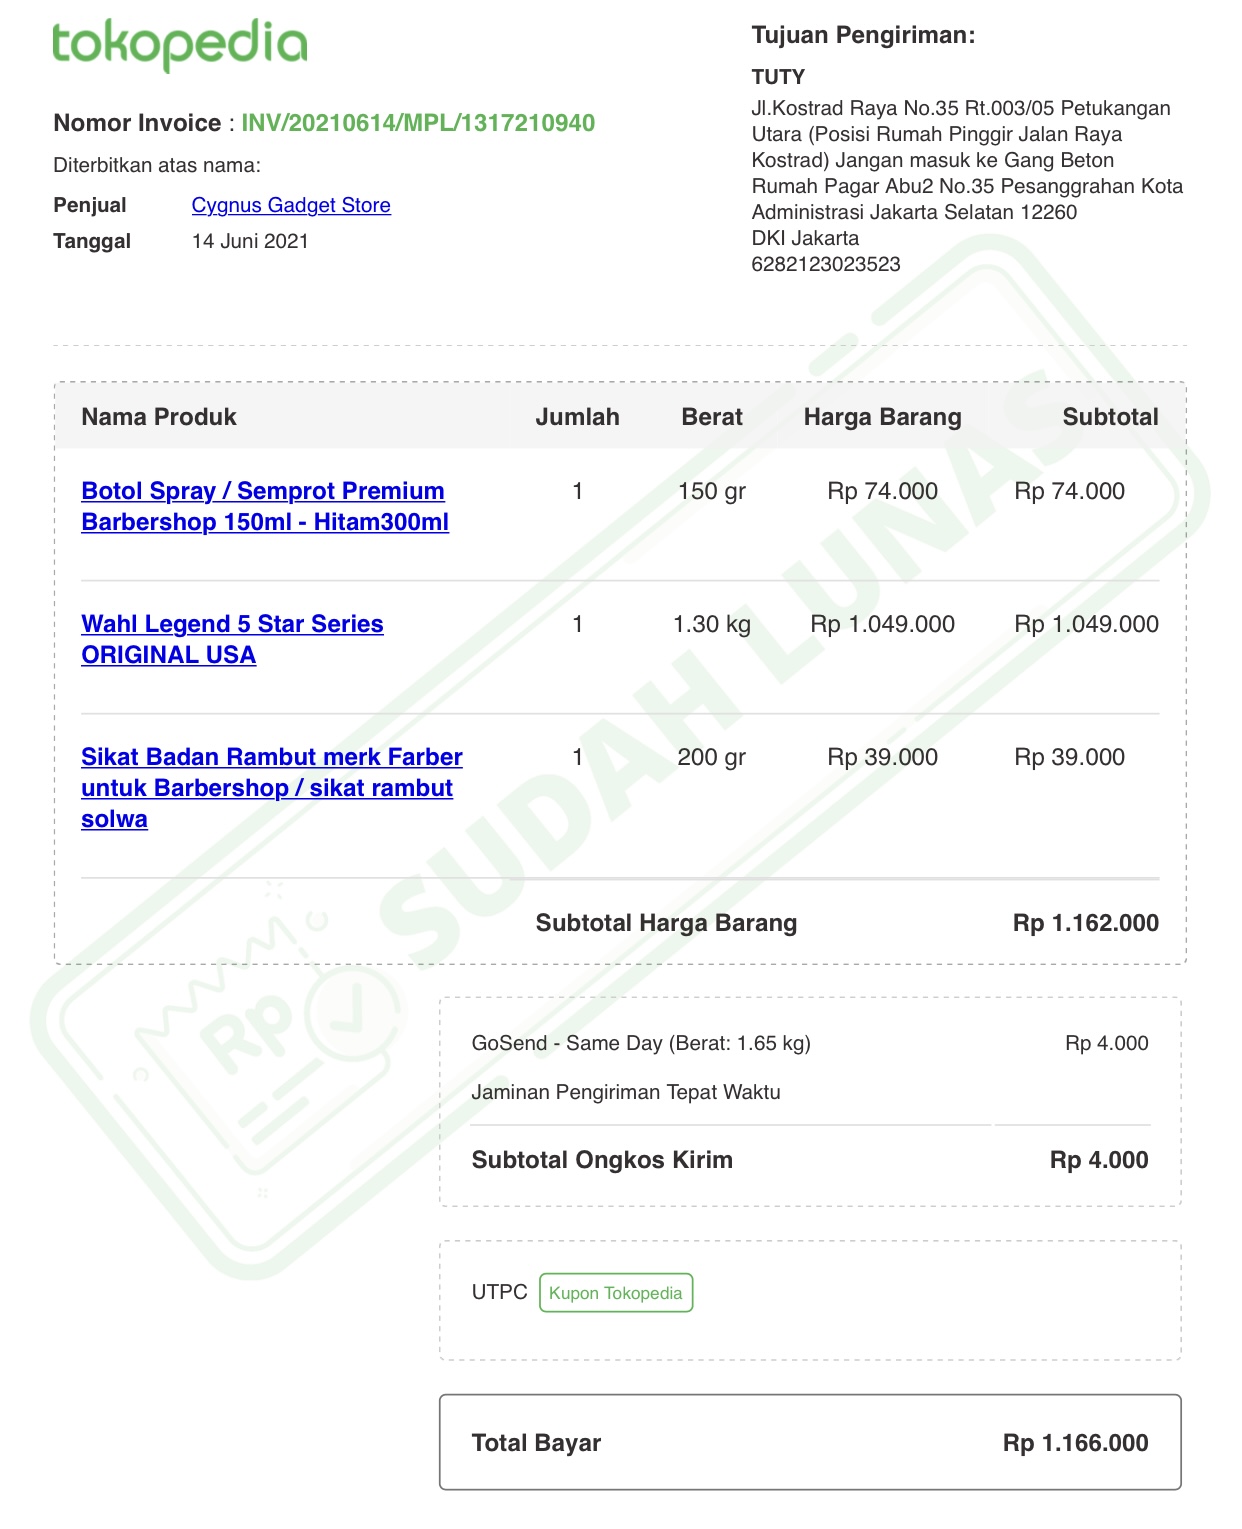 tokopedia
Nomor Invoice : INV/20210614/MPL/1317210940
Diterbitkan atas nama:
Penjual Cygnus Gadget Store
Tanggal 14 Juni 2021
Tujuan Pengiriman:
TUTY
Jl.Kostrad Raya No.35 Rt.003/05 Petukangan
Utara (Posisi Rumah Pinggir Jalan Raya
Kostrad) Jangan masuk ke Gang Beton
Rumah Pagar Abu2 No.35 Pesanggrahan Kota
Administrasi Jakarta Selatan 12260
DKI Jakarta
6282123023523
Nama Produk Jumlah Berat Harga Barang Subtotal
Botol Spray / Semprot Premium 1 150 gr Rp 74.000 Rp 74.000
Barbershop 150ml - Hitam300ml
Wahl Legend 5 Star Series 1 1.30 kg Rp 1.049.000 Rp 1.049.000
ORIGINAL USA
Sikat Badan Rambut merk Farber 1 200 gr Rp 39.000 Rp 39.000
untuk Barbershop / sikat rambut
solwa
Subtotal Harga Barang Rp 1.162.000
SUDAH LUNAS
Rp
GoSend - Same Day (Berat: 1.65 kg) Rp 4.000
Jaminan Pengiriman Tepat Waktu
Subtotal Ongkos Kirim Rp 4.000
UTPC Kupon Tokopedia
Total Bayar Rp 1.166.000